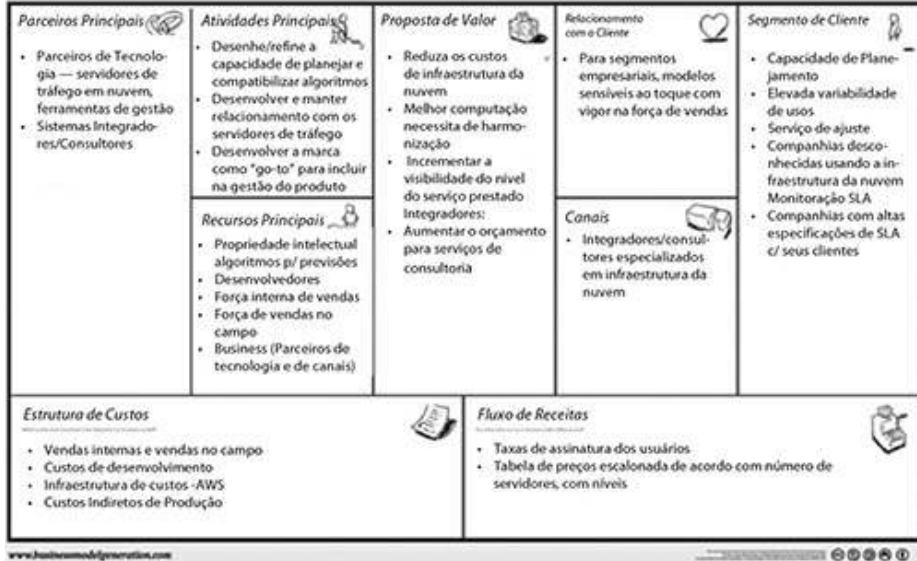 Parceiros Principais
• Parceiros de Tecnolo-
gia — servidores de
tráfego em nuvem,
ferramentas de gestão
• Sistemas Integrado-
res/Consultores
Atividades Principais
• Desenhe/refine a
capacidade de planejar e
compatibilizar algoritmos
• Desenvolver e manter
relacionamento com os
servidores de tráfego
• Desenvolver a marca
como "go-to" para incluir
na gestão do produto
Recursos Principais
• Propriedade intelectual
algoritmos p/ previsões
• Desenvolvedores
• Força interna de vendas
• Força de vendas no
campo
• Business (Parceiros de
tecnologia e de canais)
Proposta de Valor
• Reduza os custos
de infraestrutura da
nuvem
• Melhor computação
necessita de harmo-
nização
• Incrementar a
visibilidade do nível
do serviço prestado
Integradores:
• Aumentar o orçamento
para serviços de
consultoria
Relacionamento
com o Cliente
• Para segmentos
empresariais, modelos
sensíveis ao toque com
vigor na força de vendas
Canais
• Integradores/consul-
tores especializados
em infraestrutura da
nuvem
Segmento de Cliente
• Capacidade de Plane-
jamento
• Elevada variabilidade
de usos
• Serviço de ajuste
• Companhias desco-
nhecidas usando a in-
fraestrutura da nuvem
Monitoração SLA
• Companhias com altas
especificações de SLA
c/ seus clientes
Estrutura de Custos
• Vendas internas e vendas no campo
• Custos de desenvolvimento
• Infraestrutura de custos -AWS
• Custos Indiretos de Produção
Fluxo de Receitas
• Taxas de assinatura dos usuários
• Tabela de preços escalonada de acordo com número de
servidores, com níveis
www.businessmodelgeneration.com